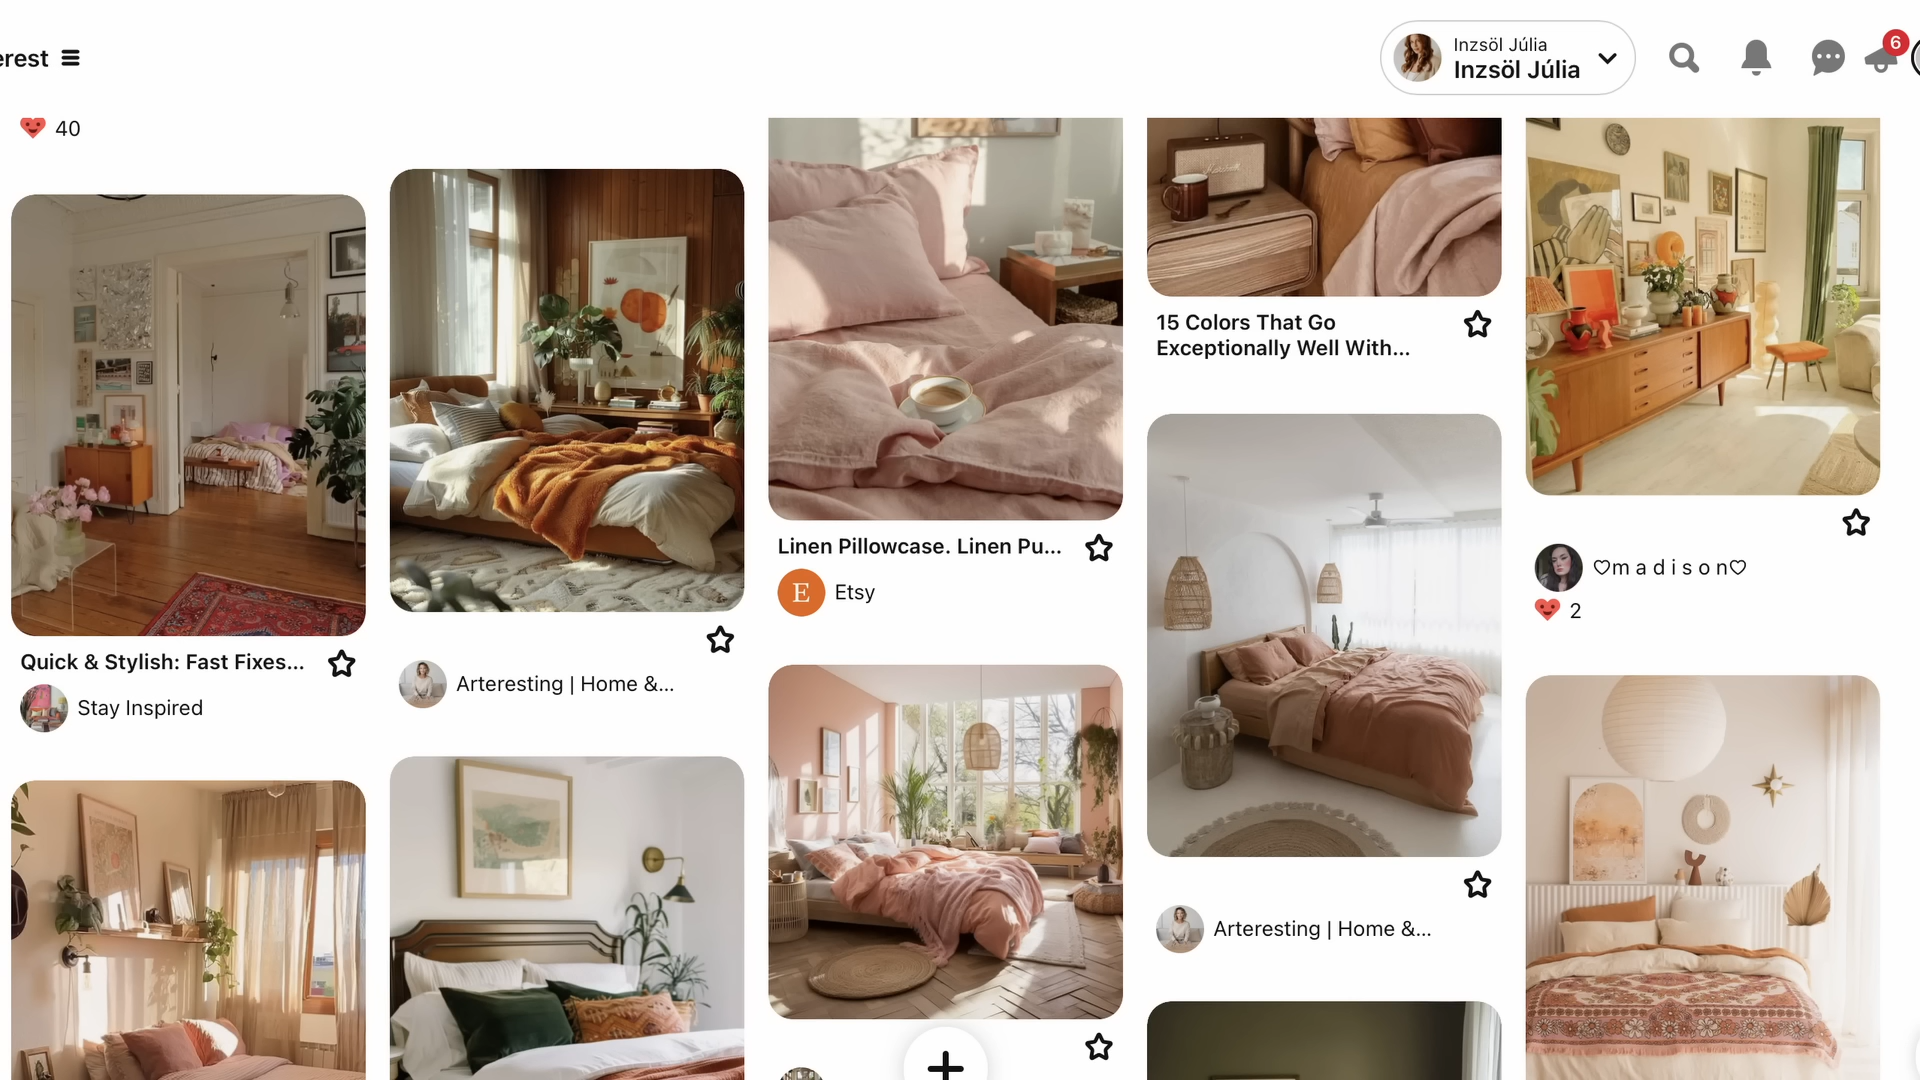 erest
Inzsöl Júlia
Inzsöl Júlia
6
40
Quick & Stylish: Fast Fixes...
Stay Inspired
Arteresting | Home &...
Linen Pillowcase. Linen Pu...
E
Etsy
15 Colors That Go
Exceptionally Well With...
Arteresting | Home &...
♡m a d i s o n♡
2